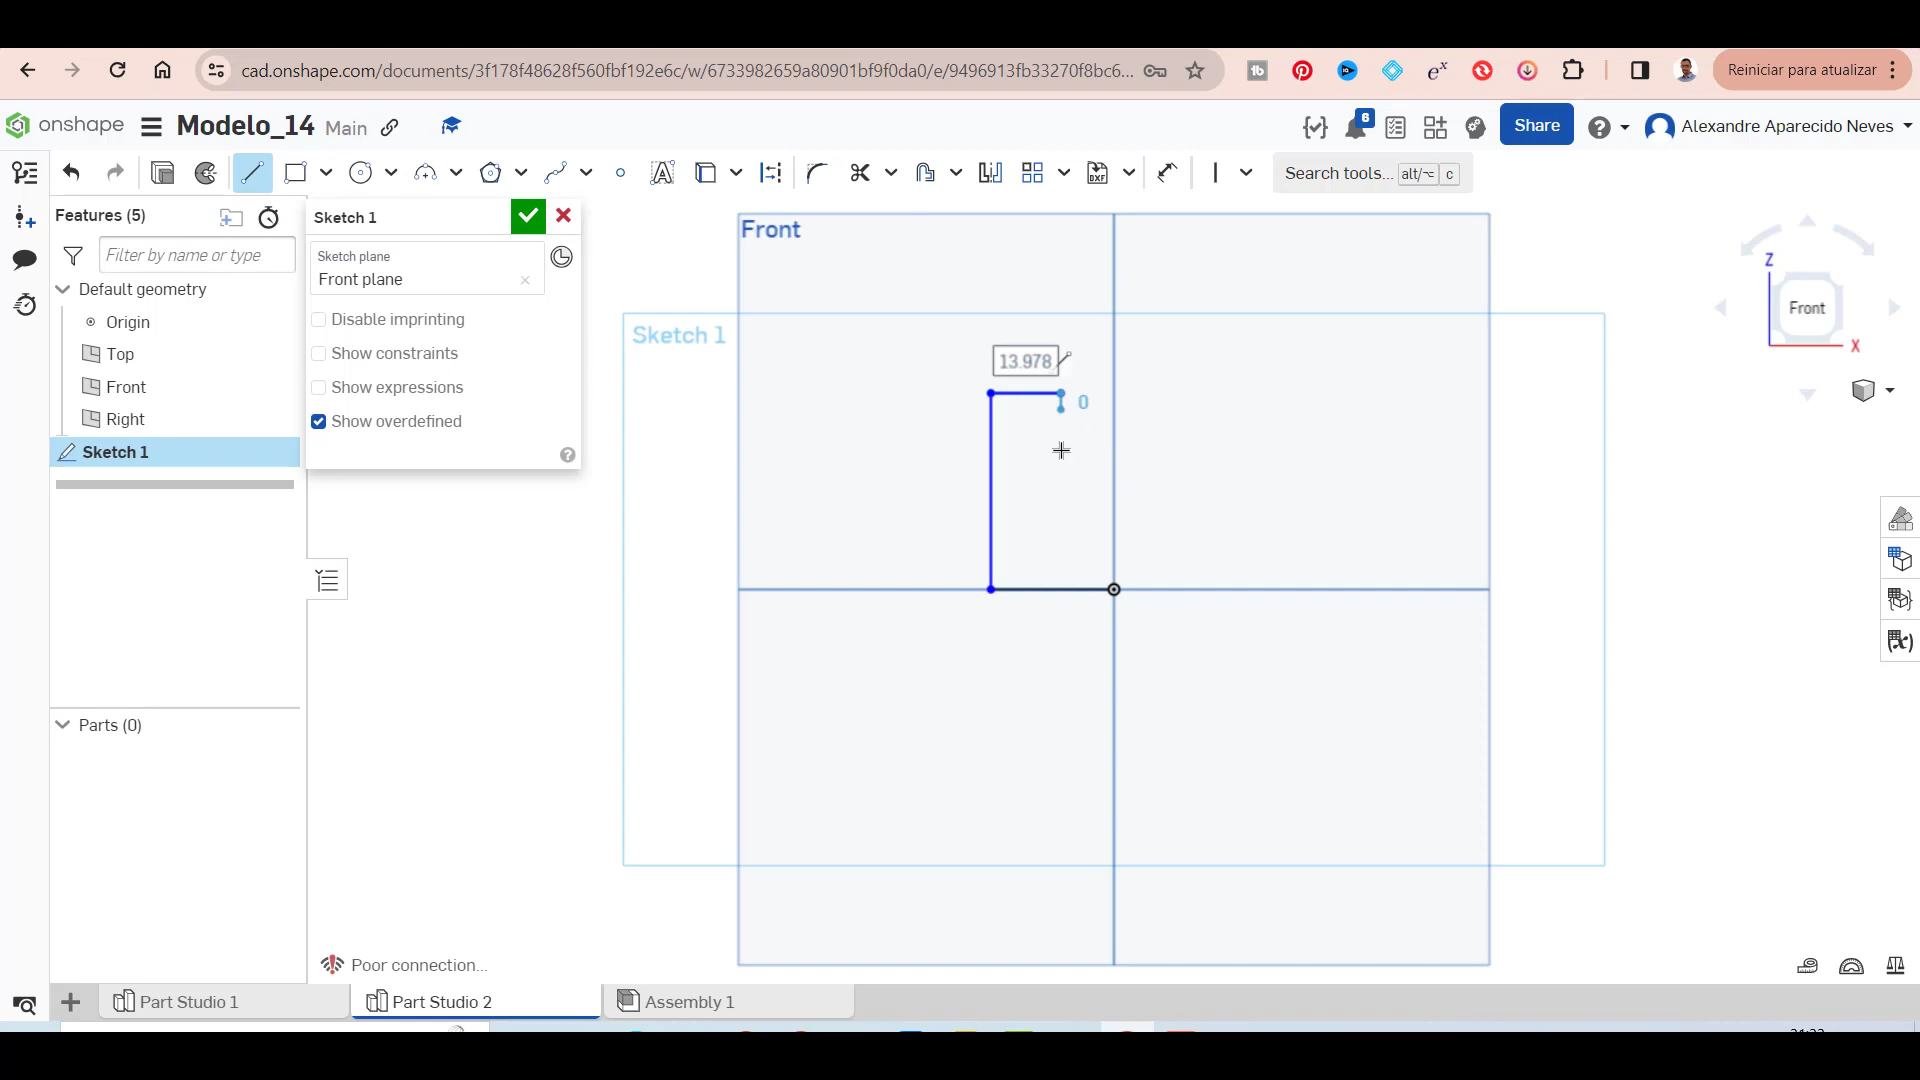 cad.onshape.com/documents/3f178f48628f560fbf192e6c/w/6733982659a80901bf9f0da0/e/9496913fb33270f8bc6...
Reiniciar para atualizar
onshape
Modelo_14 Main
6
Share
Alexandre Aparecido Neves
Search tools... alt/⌥ c
Features (5)
Filter by name or type
Default geometry
Origin
Top
Front
Right
Sketch 1
Parts (0)
Sketch 1
Sketch plane
Front plane
Disable imprinting
Show constraints
Show expressions
Show overdefined
Front
Sketch 1
13.978
0
Z
Front
X
Poor connection...
Part Studio 1
Part Studio 2
Assembly 1